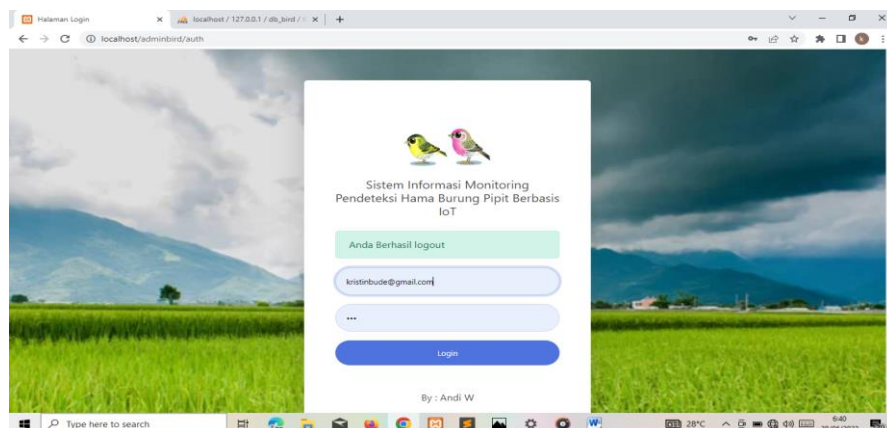 Halaman Login
localhost / 127.0.0.1 / db_bird /
localhost/adminbird/auth
Sistem Informasi Monitoring
Pendeteksi Hama Burung Pipit Berbasis
IoT
Anda Berhasil logout
kristinbude@gmail.com
•••
Login
By : Andi W
Type here to search
28°C
6:40